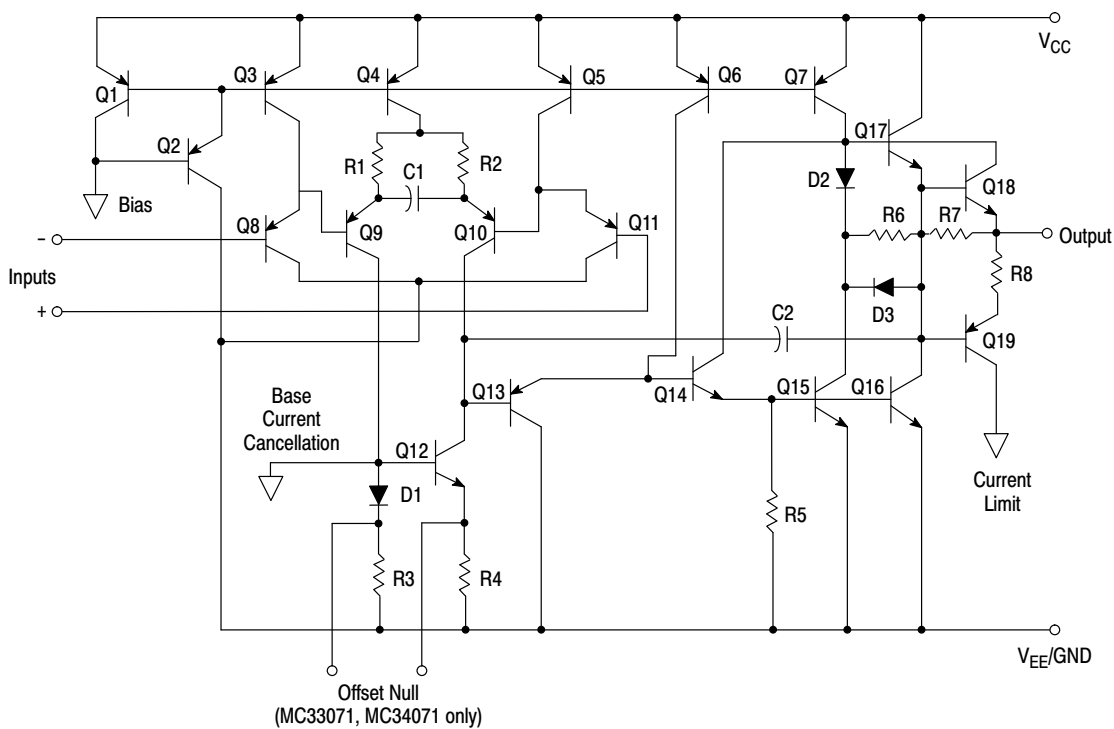 V_CC
Q1
Q2
Q3
Q4
Q5
Q6
Q7
Q17
Q18
Bias
R1
C1
R2
D2
R6
R7
Output
−
Q8
Q9
Q10
Q11
Inputs
+
D3
R8
C2
Q19
Q13
Q14
Q15
Q16
Base
Current
Cancellation
Q12
D1
Current
Limit
R5
R3
R4
V_EE/GND
Offset Null
(MC33071, MC34071 only)